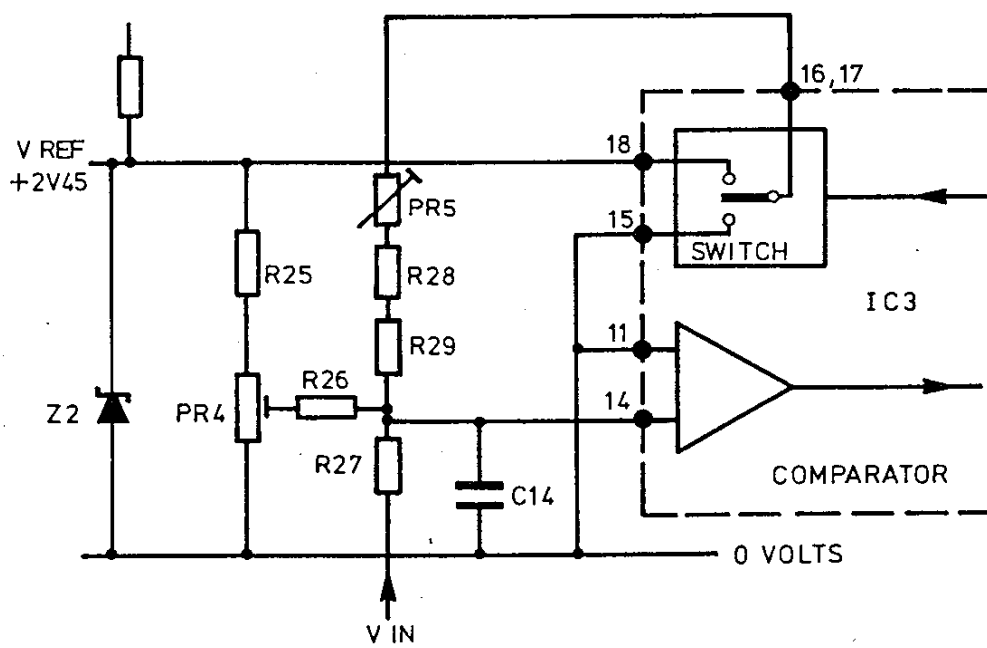 16,17
V REF
+2V45
18
PR5
15
SWITCH
R25
R28
IC3
11
R29
R26
14
Z2
PR4
R27
COMPARATOR
C14
0 VOLTS
V IN